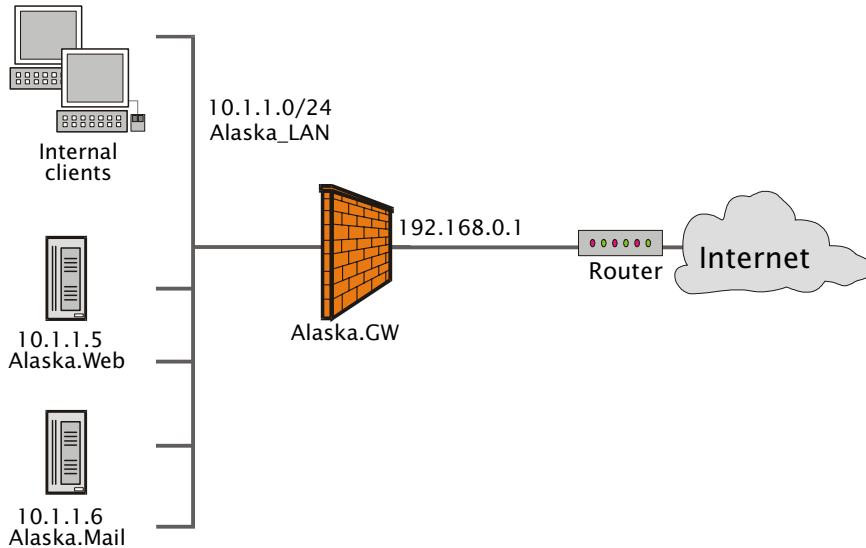 10.1.1.0/24
Alaska_LAN
Internal
clients
192.168.0.1
Internet
Router
Alaska.GW
10.1.1.5
Alaska.Web
10.1.1.6
Alaska.Mail